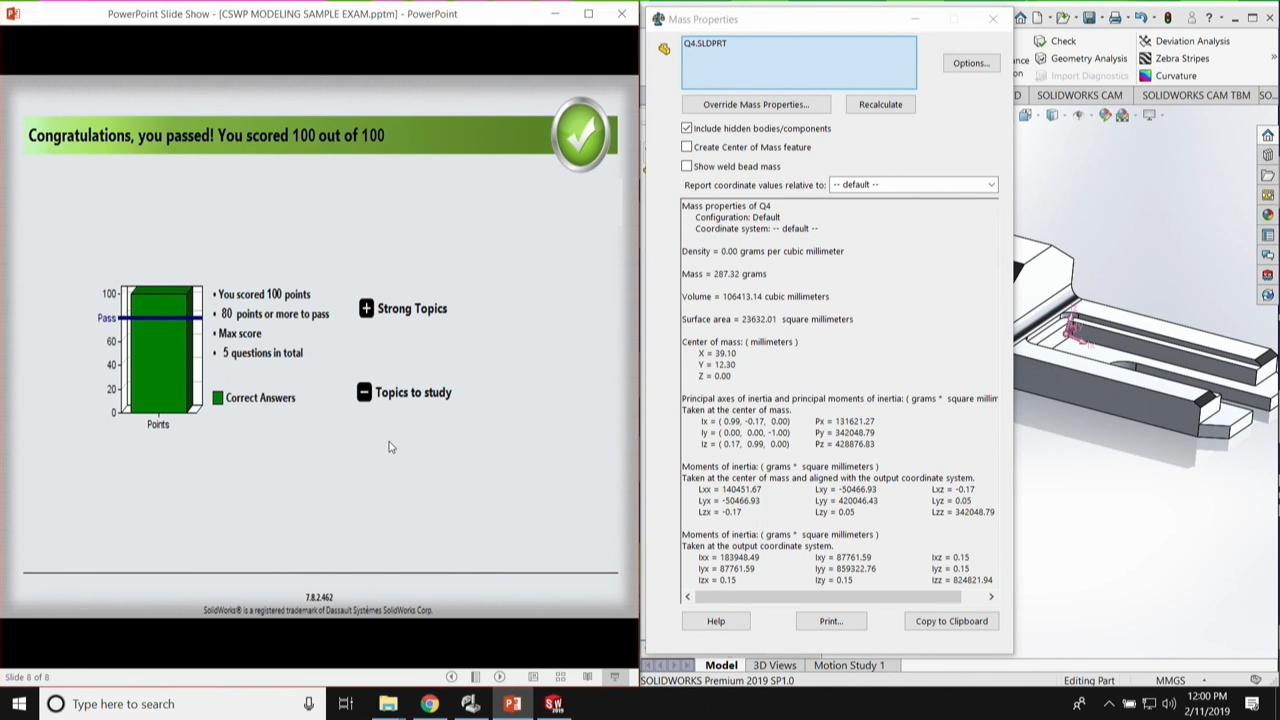 PowerPoint Slide Show - [CSWP MODELING SAMPLE EXAM.pptm] - PowerPoint
Congratulations, you passed! You scored 100 out of 100
100
Pass
60
40
20
0
Points
• You scored 100 points
• 80 points or more to pass
• Max score
• 5 questions in total
Correct Answers
Strong Topics
Topics to study
7.8.2.462
SolidWorks® is a registered trademark of Dassault Systèmes SolidWorks Corp.
Slide 8 of 8
Mass Properties
Q4.SLDPRT
Options...
Override Mass Properties...
Recalculate
Include hidden bodies/components
Create Center of Mass feature
Show weld bead mass
Report coordinate values relative to:
-- default --
Mass properties of Q4
Configuration: Default
Coordinate system: -- default --
Density = 0.00 grams per cubic millimeter
Mass = 287.32 grams
Volume = 106413.14 cubic millimeters
Surface area = 23632.01 square millimeters
Center of mass: ( millimeters )
X = 39.10
Y = 12.30
Z = 0.00
Principal axes of inertia and principal moments of inertia: ( grams * square millim
Taken at the center of mass.
Ix = ( 0.99, -0.17, 0.00) Px = 131621.27
Iy = ( 0.00, 0.00, -1.00) Py = 342048.79
Iz = ( 0.17, 0.99, 0.00) Pz = 428876.83
Moments of inertia: ( grams * square millimeters )
Taken at the center of mass and aligned with the output coordinate system.
Lxx = 140451.67 Lxy = -50466.93 Lxz = -0.17
Lyx = -50466.93 Lyy = 420046.43 Lyz = 0.05
Lzx = -0.17 Lzy = 0.05 Lzz = 342048.79
Moments of inertia: ( grams * square millimeters )
Taken at the output coordinate system.
Ixx = 183948.49 Ixy = 87761.59 Ixz = 0.15
Iyx = 87761.59 Iyy = 859322.76 Iyz = 0.15
Izx = 0.15 Izy = 0.15 Izz = 824821.94
Help
Print...
Copy to Clipboard
Check
Geometry Analysis
Import Diagnostics
Deviation Analysis
Zebra Stripes
Curvature
nce
on
D
SOLIDWORKS CAM
SOLIDWORKS CAM TBM
SO...
Model
3D Views
Motion Study 1
SOLIDWORKS Premium 2019 SP1.0
Editing Part
MMGS
Type here to search
SW
2019
12:00 PM
2/11/2019